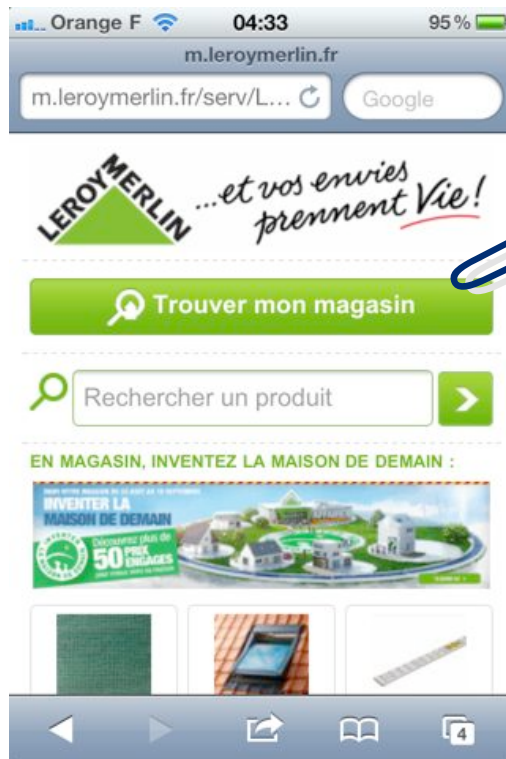 Orange F 04:33 95 %
m.leroymerlin.fr
m.leroymerlin.fr/serv/L... Google
LEROY MERLIN
...et vos envies
prennent Vie !
Trouver mon magasin
Rechercher un produit
EN MAGASIN, INVENTEZ LA MAISON DE DEMAIN :
INVENTER LA
MAISON DE DEMAIN
Découvrez plus de
50 PRIX
ENGAGÉS
4